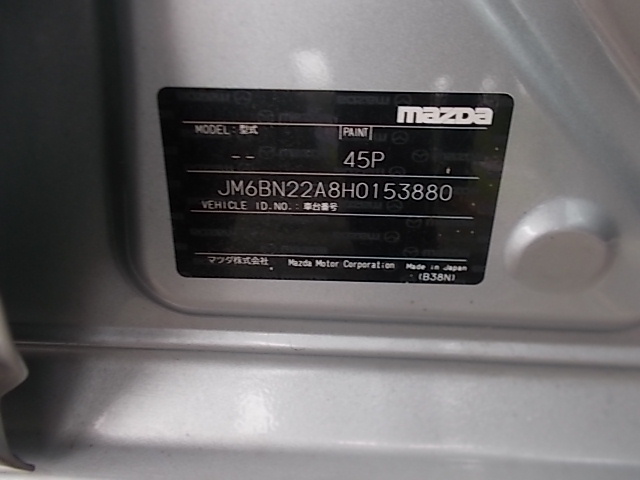 mazda
MODEL: 型式 PAINT
-- 45P
JM6BN22A8H0153880
VEHICLE ID.NO.: 車台番号
マツダ株式会社 Mazda Motor Corporation Made in Japan
(B38N)